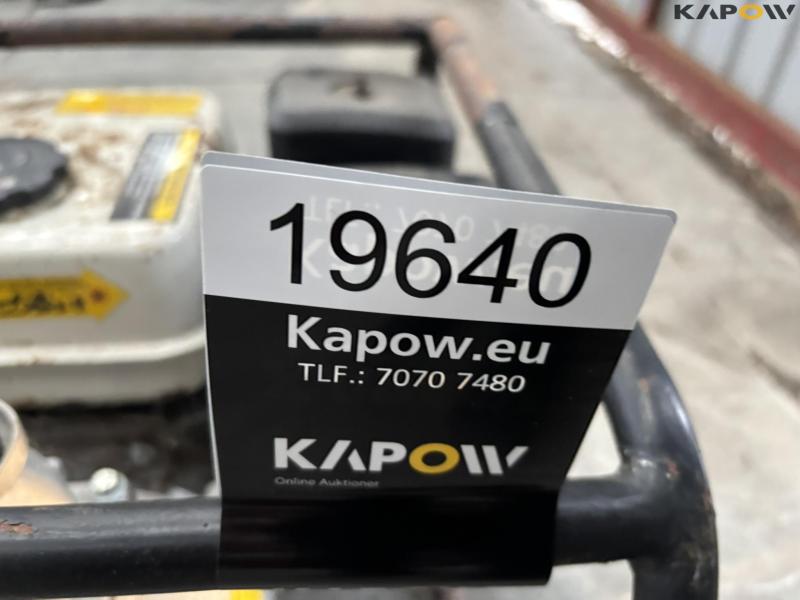 KAPOW
19640
Kapow.eu
TLF.: 7070 7480
KAPOW
Online Auktioner